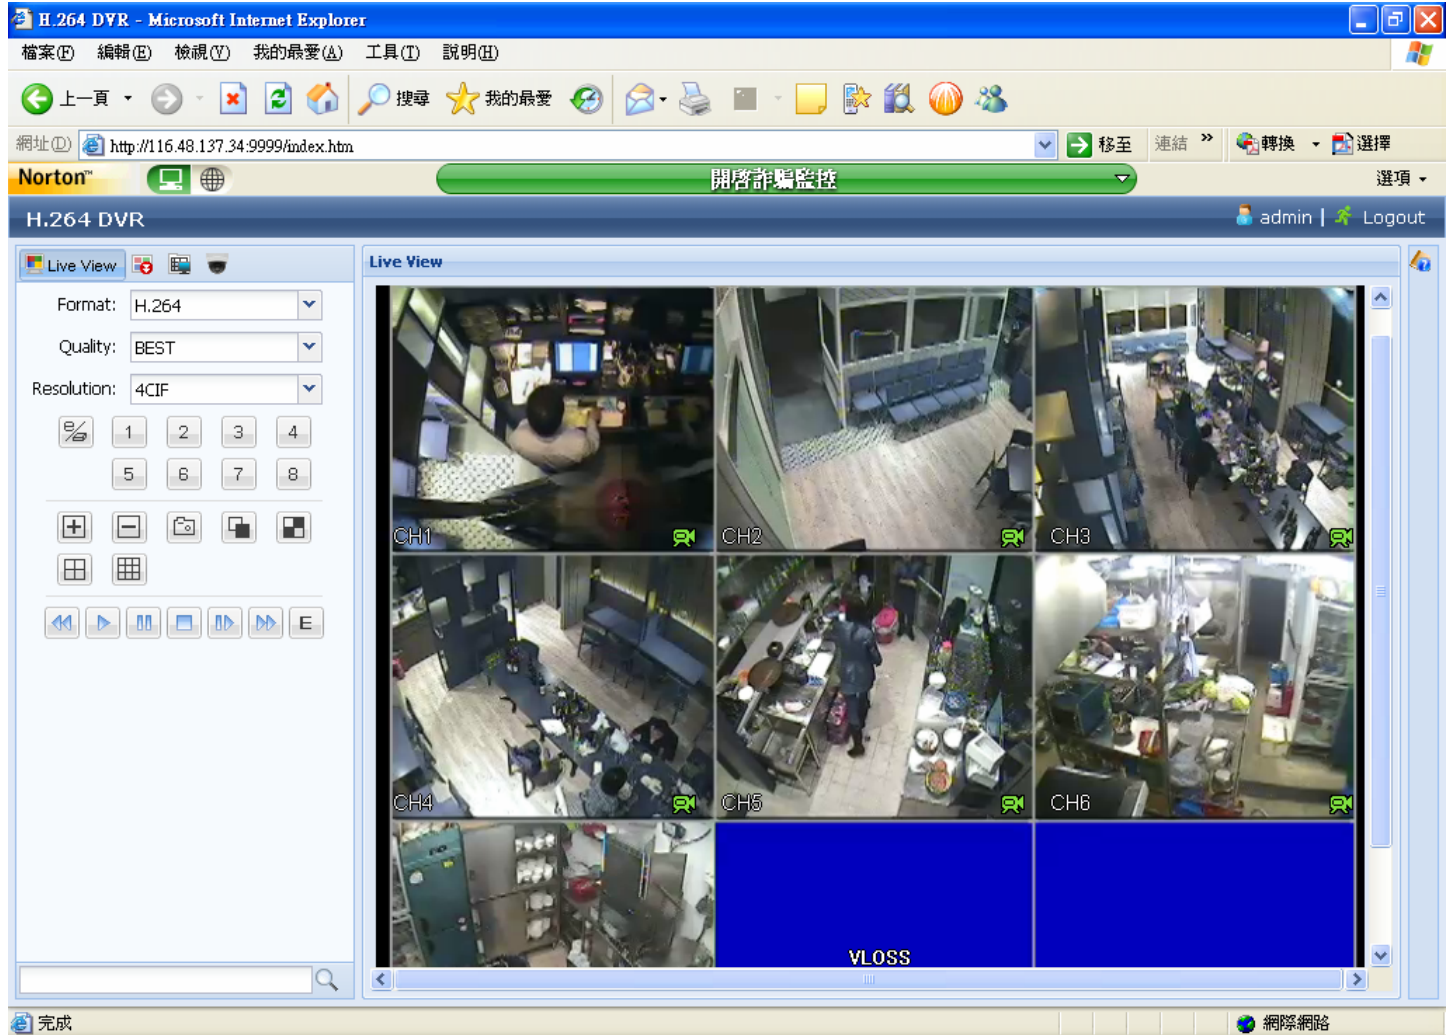 H.264 DVR - Microsoft Internet Explorer
檔案(F) 編輯(E) 檢視(V) 我的最愛(A) 工具(T) 說明(H)
上一頁 搜尋 我的最愛
網址(D) http://116.48.137.34:9999/index.htm 移至 連結 » 轉換 選擇
Norton™ 開啓詐騙監控 選項
H.264 DVR admin | Logout
Live View Live View
Format: H.264
Quality: BEST
Resolution: 4CIF
1 2 3 4
5 6 7 8
E
CH1 CH2 CH3
CH4 CH5 CH6
VLOSS
完成 網際網路